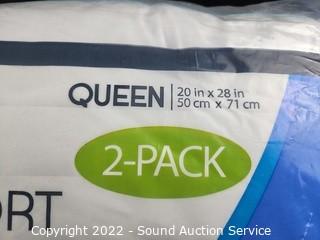 QUEEN
20 in x 28 in
50 cm x 71 cm
2-PACK
ORT
Copyright 2022 - Sound Auction Service